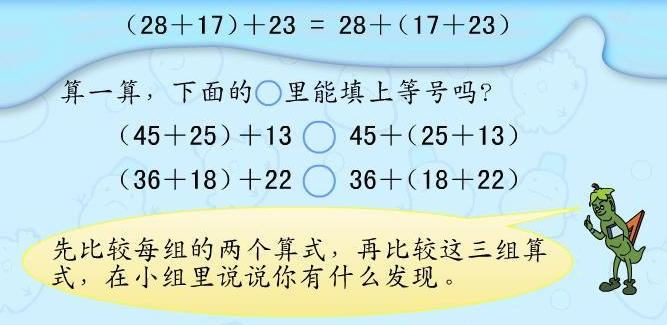 (28+17)+23 = 28+(17+23)
算一算，下面的○里能填上等号吗?
(45+25)+13 ○ 45+(25+13)
(36+18)+22 ○ 36+(18+22)
先比较每组的两个算式，再比较这三组算
式，在小组里说说你有什么发现。